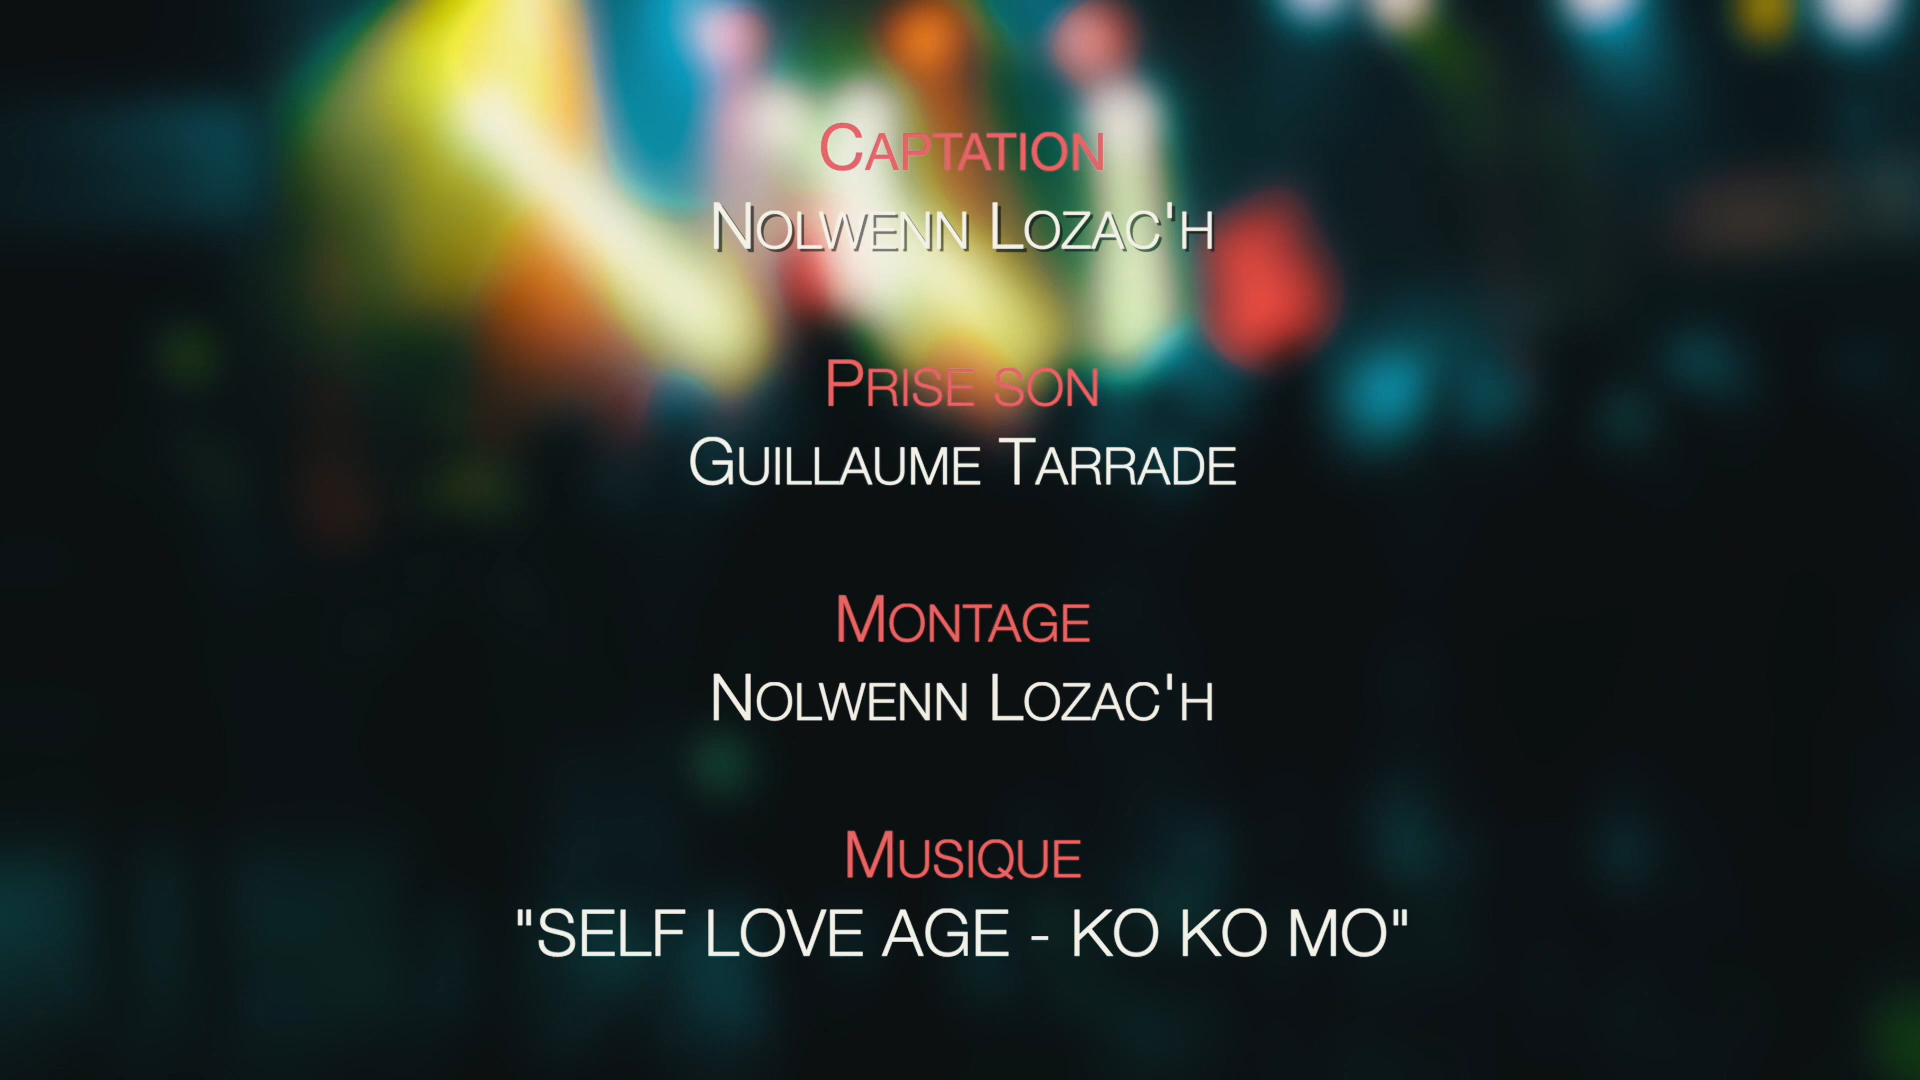 Captation
Nolwenn Lozac'h
Prise son
Guillaume Tarrade
Montage
Nolwenn Lozac'h
Musique
"SELF LOVE AGE - KO KO MO"